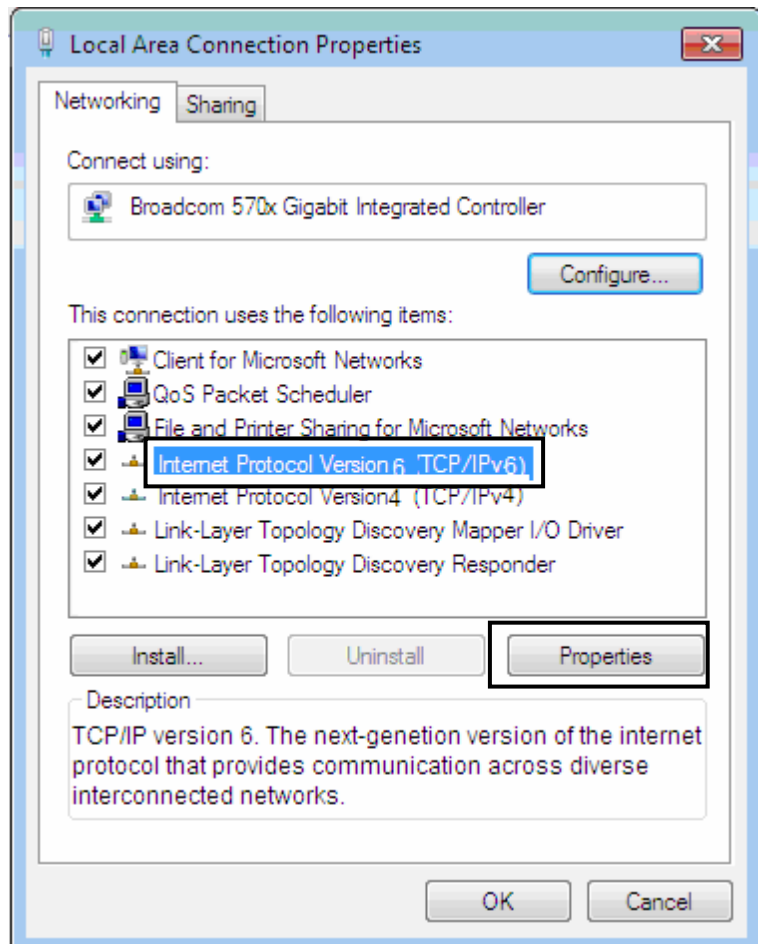 Local Area Connection Properties
Networking
Sharing
Connect using:
Broadcom 570x Gigabit Integrated Controller
Configure...
This connection uses the following items:
Client for Microsoft Networks
QoS Packet Scheduler
File and Printer Sharing for Microsoft Networks
Internet Protocol Version 6 (TCP/IPv6)
Internet Protocol Version4 (TCP/IPv4)
Link-Layer Topology Discovery Mapper I/O Driver
Link-Layer Topology Discovery Responder
Install...
Uninstall
Properties
Description
TCP/IP version 6. The next-genetion version of the internet
protocol that provides communication across diverse
interconnected networks.
OK
Cancel